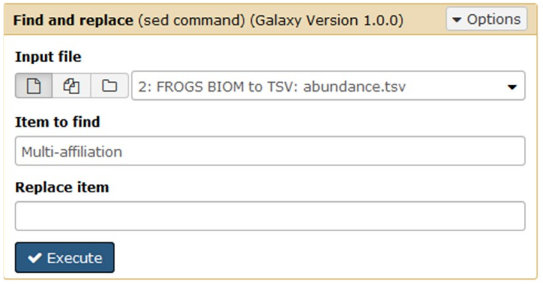 Find and replace (sed command) (Galaxy Version 1.0.0) Options
Input file
2: FROGS BIOM to TSV: abundance.tsv
Item to find
Multi-affiliation
Replace item
Execute